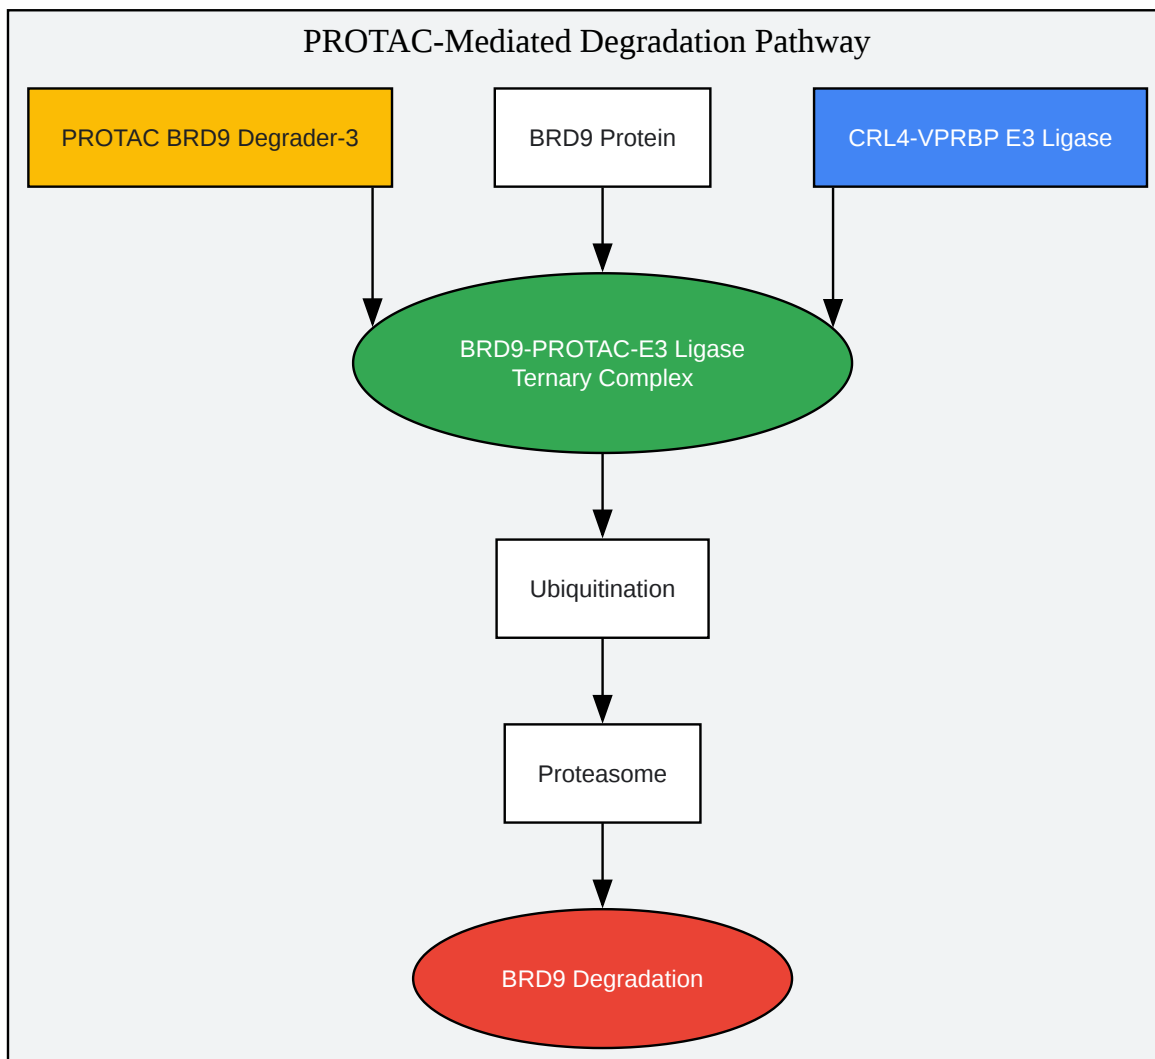 PROTAC-Mediated Degradation Pathway
PROTAC BRD9 Degrader-3
BRD9 Protein
CRL4-VPRBP E3 Ligase
BRD9-PROTAC-E3 Ligase
Ternary Complex
Ubiquitination
Proteasome
BRD9 Degradation